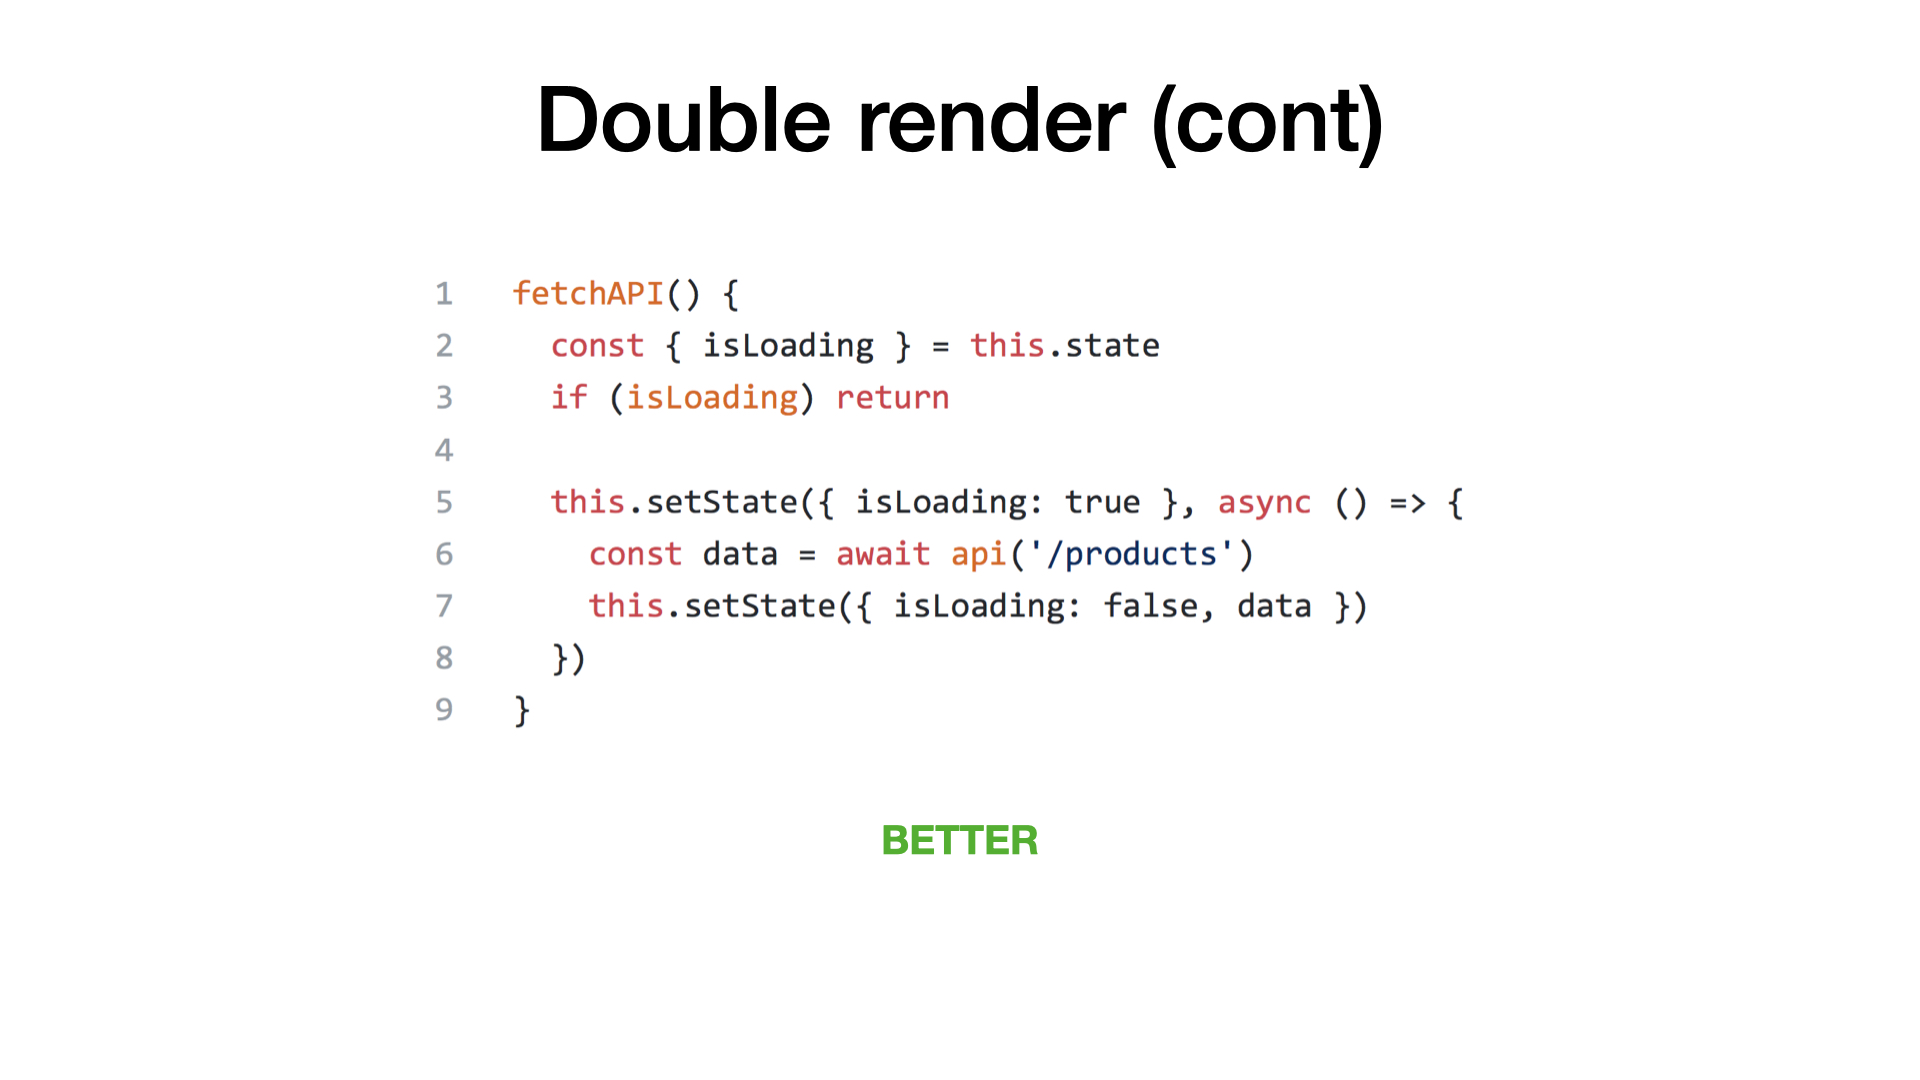 Double render (cont)
1 fetchAPI() {
2 const { isLoading } = this.state
3 if (isLoading) return
4
5 this.setState({ isLoading: true }, async () => {
6 const data = await api('/products')
7 this.setState({ isLoading: false, data })
8 })
9 }
BETTER